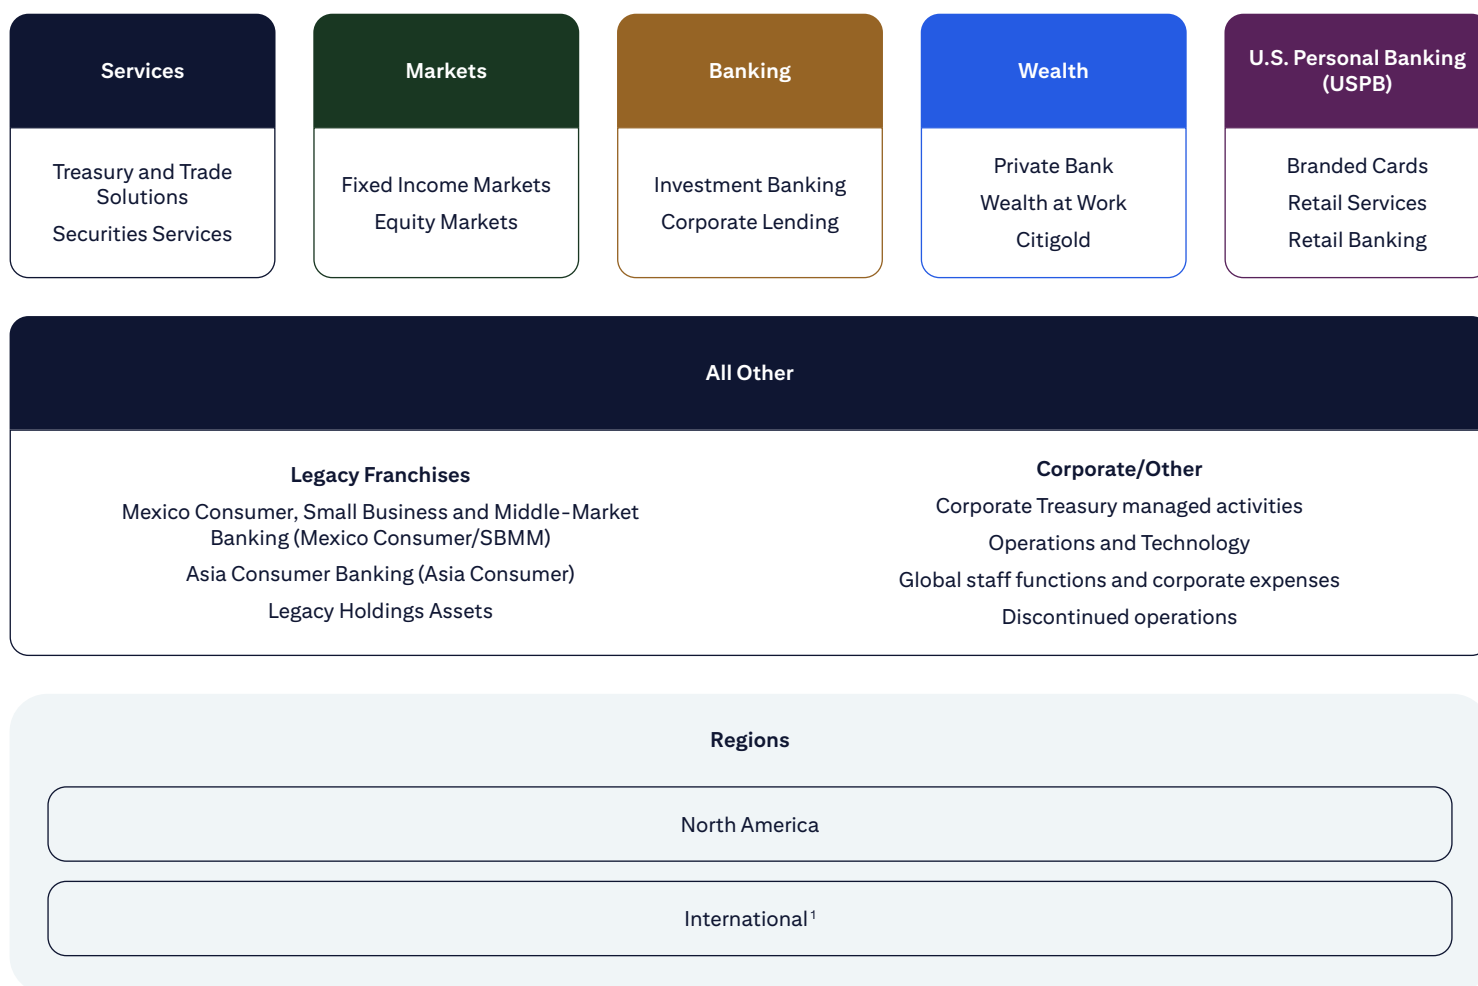 Services
Treasury and Trade
Solutions
Securities Services
Markets
Fixed Income Markets
Equity Markets
Banking
Investment Banking
Corporate Lending
Wealth
Private Bank
Wealth at Work
Citigold
U.S. Personal Banking
(USPB)
Branded Cards
Retail Services
Retail Banking
All Other
Legacy Franchises
Mexico Consumer, Small Business and Middle-Market
Banking (Mexico Consumer/SBMM)
Asia Consumer Banking (Asia Consumer)
Legacy Holdings Assets
Corporate/Other
Corporate Treasury managed activities
Operations and Technology
Global staff functions and corporate expenses
Discontinued operations
Regions
North America
International¹